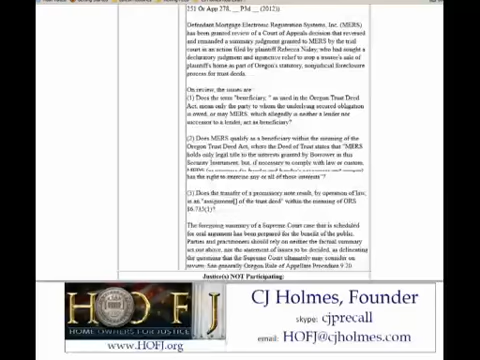 251 Or App 278, __ P3d __ (2012))
Defendant Mortgage Electronic Registration Systems, Inc. (MERS)
has been granted review of a Court of Appeals decision that reversed
and remanded a summary judgment granted to MERS by the trial
court in an action filed by plaintiff Rebecca Niday, who had sought a
declaratory judgment and injunctive relief to stop a trustee's sale of
plaintiff's home as part of Oregon's statutory, nonjudicial foreclosure
process for trust deeds.
On review, the issues are:
(1) Does the term "beneficiary," as used in the Oregon Trust Deed
Act, mean only the party to whom the underlying secured obligation
is owed, or may MERS, which allegedly is neither a lender nor
successor to a lender, act as beneficiary?
(2) Does MERS qualify as a beneficiary within the meaning of the
Oregon Trust Deed Act, where the Deed of Trust states that "MERS
holds only legal title to the interests granted by Borrower in this
Security Instrument, but, if necessary to comply with law or custom,
has the right to exercise any or all of those interests"?
(3) Does the transfer of a promissory note result, by operation of law,
in an "assignment[] of the trust deed" within the meaning of ORS
86.735(1)?
The foregoing summary of a Supreme Court case that is scheduled
for oral argument has been prepared for the benefit of the public.
Parties and practitioners should rely on neither the factual summary
set out above, nor the statement of issues to be decided, as delineating
the questions that the Supreme Court ultimately may consider on
review. See generally Oregon Rule of Appellate Procedure 9.20
Justice(s) NOT Participating:
HOFJ
HOME OWNERS FOR JUSTICE
www.HOFJ.org
CJ Holmes, Founder
skype: cjprecall
email: HOFJ@cjholmes.com